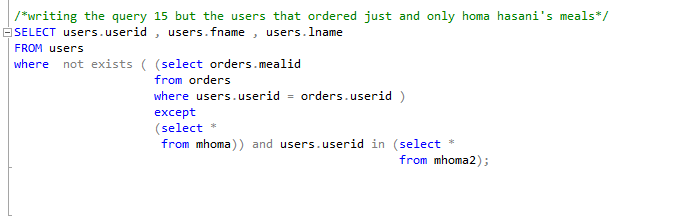 /*writing the query 15 but the users that ordered just and only homa hasani's meals*/
SELECT users.userid , users.fname , users.lname
FROM users
where  not exists ( (select orders.mealid
from orders
where users.userid = orders.userid )
except
(select *
from mhoma)) and users.userid in (select *
from mhoma2);